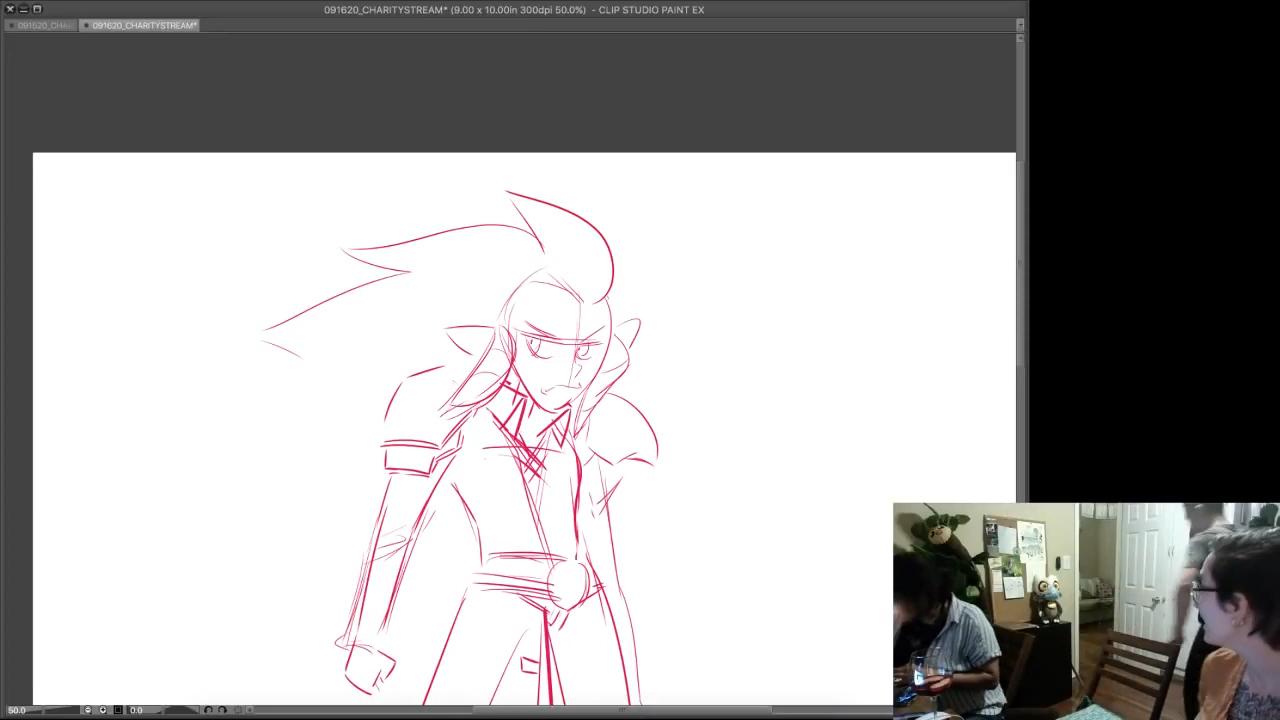 091620_CHARITYSTREAM* (9.00 x 10.00in 300dpi 50.0%) - CLIP STUDIO PAINT EX
091620_CHARITYSTREAM*
50.0
0.0